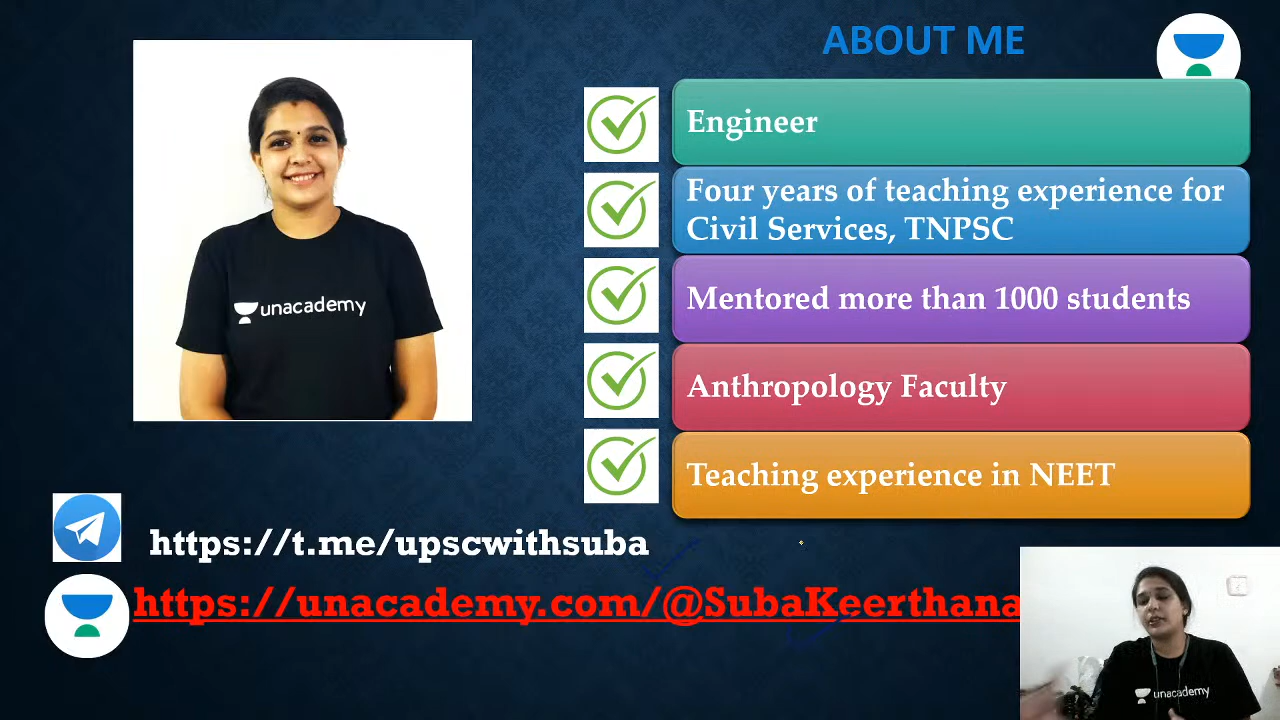 ABOUT ME
Engineer
Four years of teaching experience for
Civil Services, TNPSC
Mentored more than 1000 students
Anthropology Faculty
Teaching experience in NEET
unacademy
https://t.me/upscwithsuba
https://unacademy.com/@SubaKeerthana
unacademy